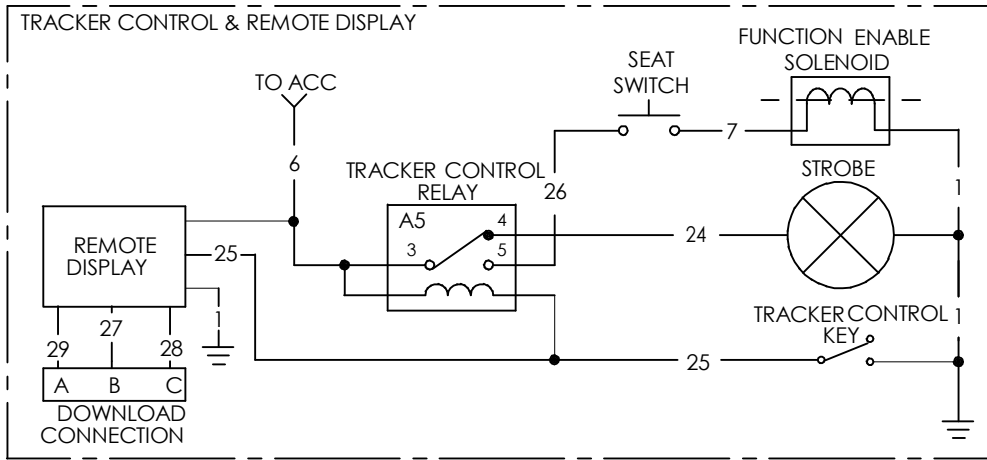 TRACKER CONTROL & REMOTE DISPLAY
FUNCTION ENABLE
SOLENOID
SEAT
SWITCH
TO ACC
7
6
TRACKER CONTROL
RELAY
26
STROBE
1
A5
4
3
5
24
REMOTE
DISPLAY
25
1
TRACKER CONTROL
KEY
1
29
27
28
25
A B C
DOWNLOAD
CONNECTION